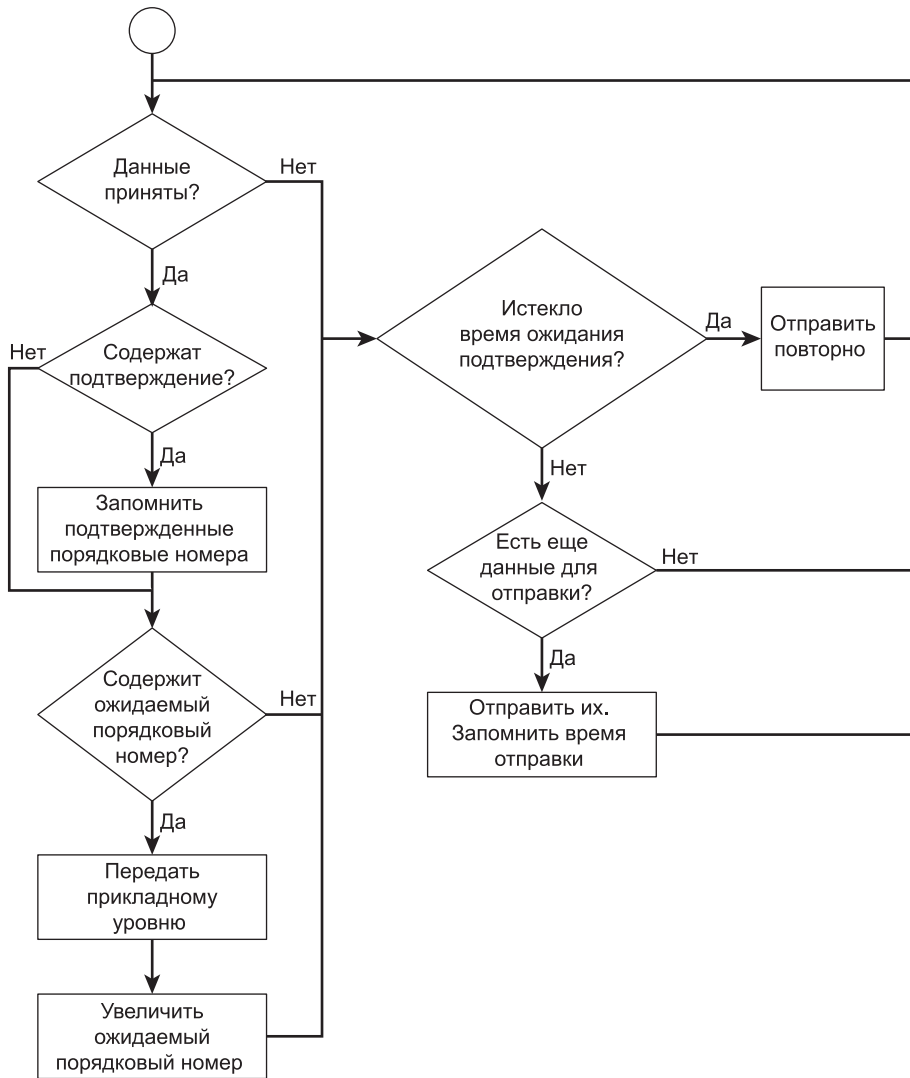 Данные
приняты?
Нет
Да
Содержат
подтверждение?
Нет
Да
Запомнить
подтвержденные
порядковые номера
Содержит
ожидаемый
порядковый
номер?
Нет
Да
Передать
прикладному
уровню
Увеличить
ожидаемый
порядковый номер
Истекло
время ожидания
подтверждения?
Да
Отправить
повторно
Нет
Есть еще
данные для
отправки?
Нет
Да
Отправить их.
Запомнить время
отправки